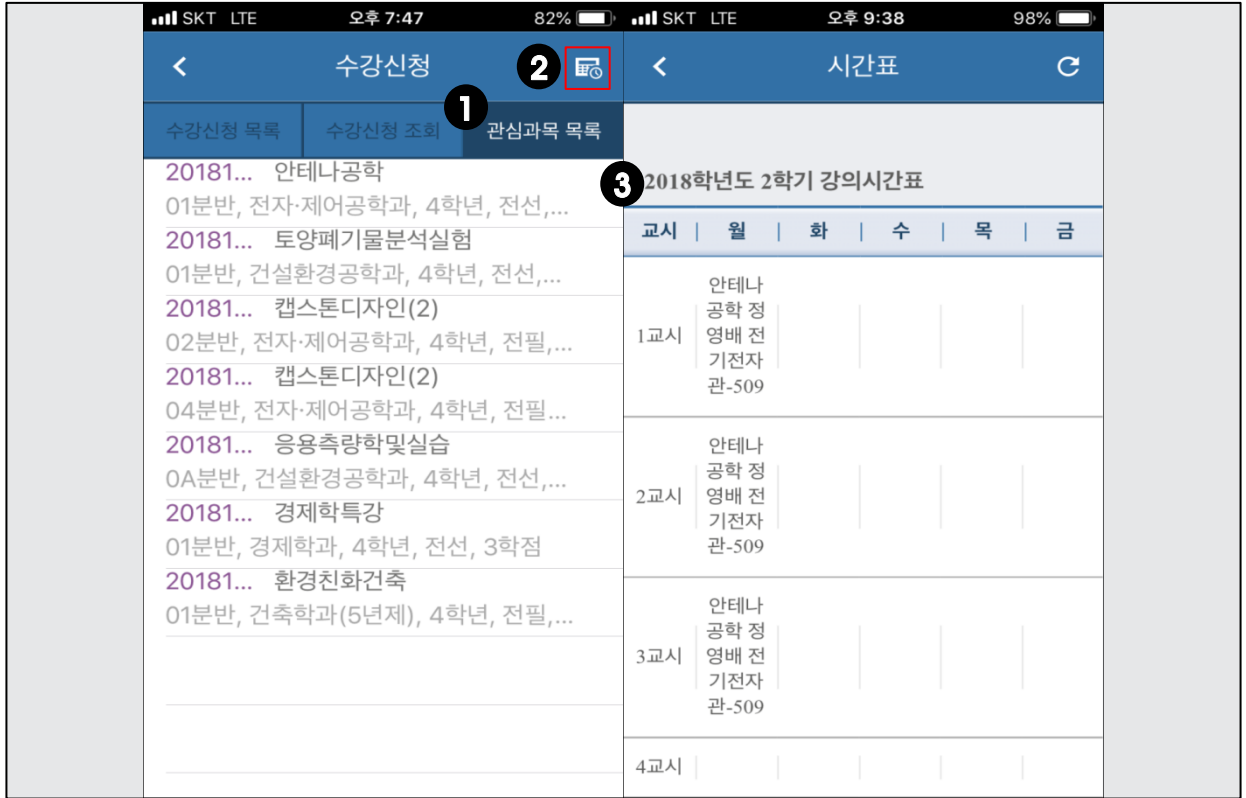 SKT LTE 오후 7:47 82%
수강신청 2
1
수강신청 목록 수강신청 조회 관심과목 목록
20181... 안테나공학
01분반, 전자·제어공학과, 4학년, 전선,...
20181... 토양폐기물분석실험
01분반, 건설환경공학과, 4학년, 전선,...
20181... 캡스톤디자인(2)
02분반, 전자·제어공학과, 4학년, 전필,...
20181... 캡스톤디자인(2)
04분반, 전자·제어공학과, 4학년, 전필...
20181... 응용측량학및실습
0A분반, 건설환경공학과, 4학년, 전선,...
20181... 경제학특강
01분반, 경제학과, 4학년, 전선, 3학점
20181... 환경친화건축
01분반, 건축학과(5년제), 4학년, 전필,...
SKT LTE 오후 9:38 98%
시간표
3 2018학년도 2학기 강의시간표
교시 | 월 | 화 | 수 | 목 | 금
안테나
공학 정
1교시 영배 전
기전자
관-509
안테나
공학 정
2교시 영배 전
기전자
관-509
안테나
공학 정
3교시 영배 전
기전자
관-509
4교시